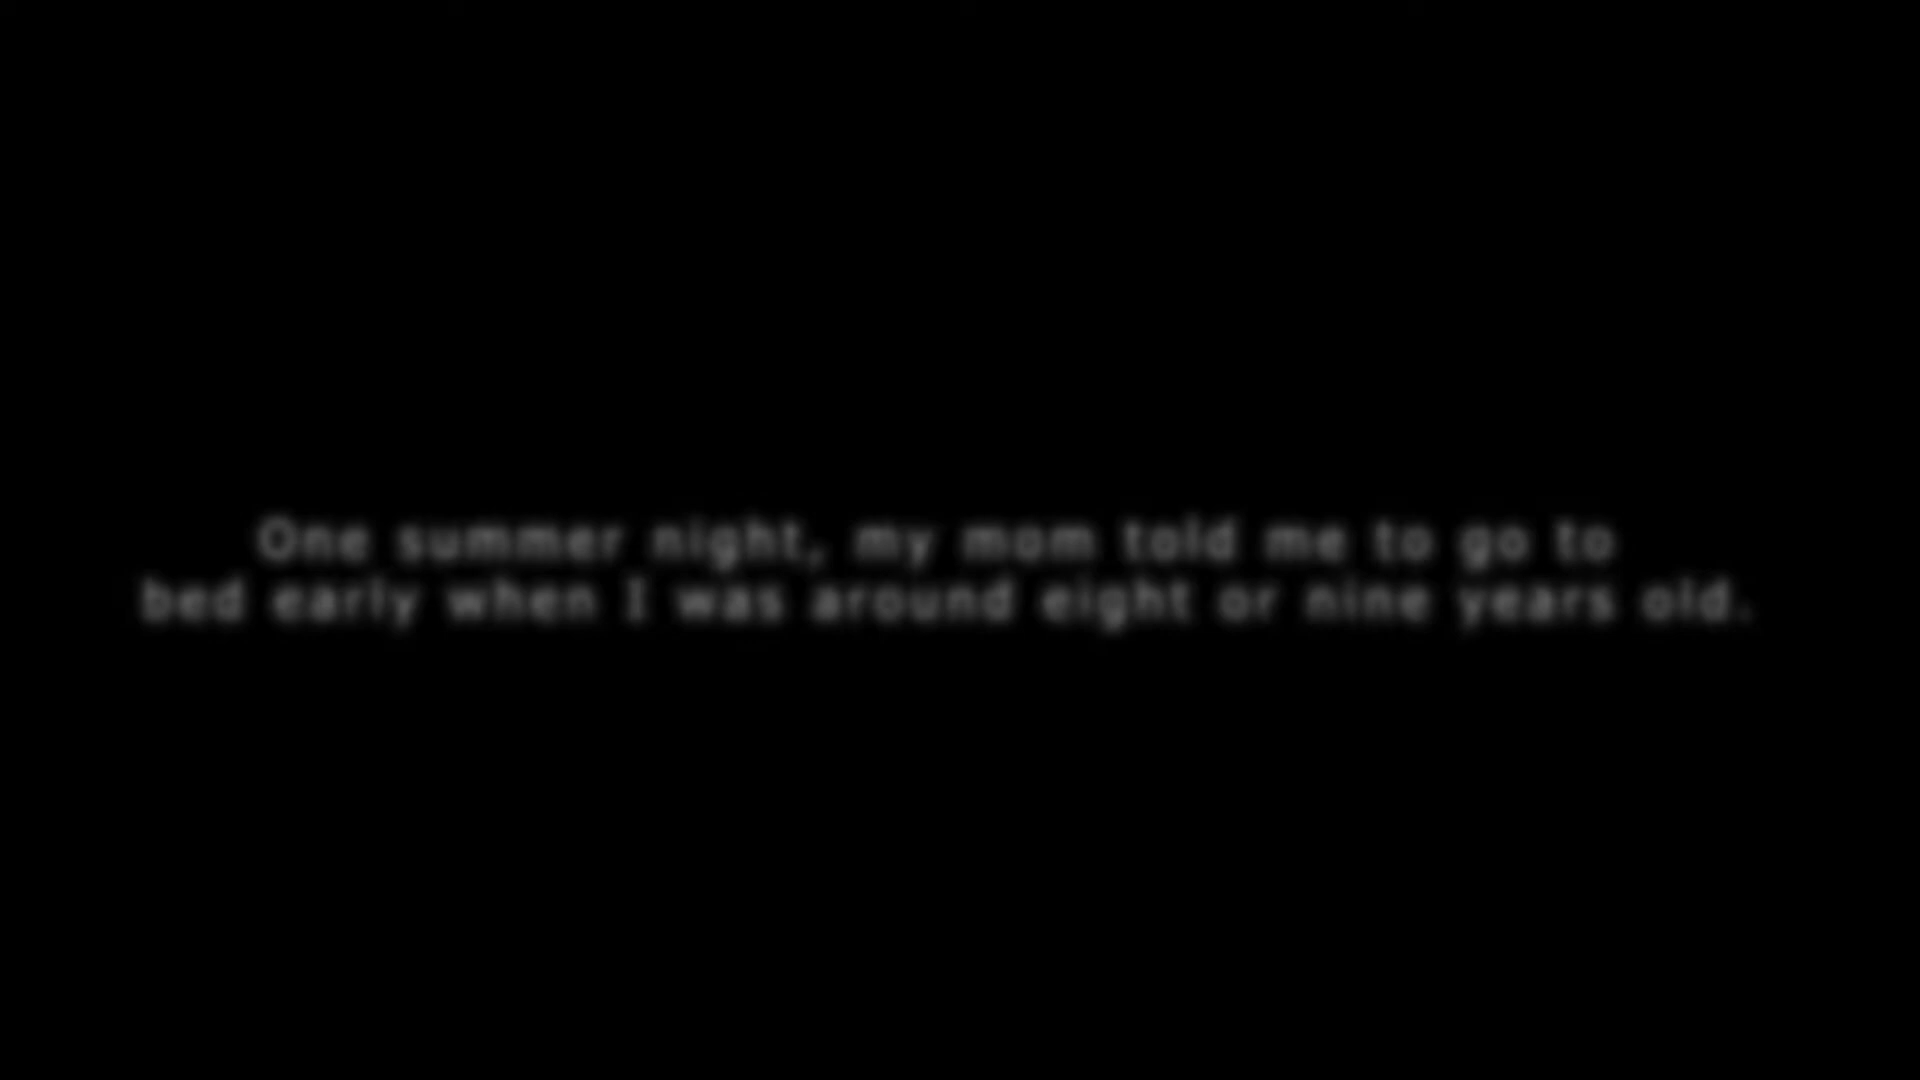 One summer night, my mom told me to go to
bed early when I was around eight or nine years old.